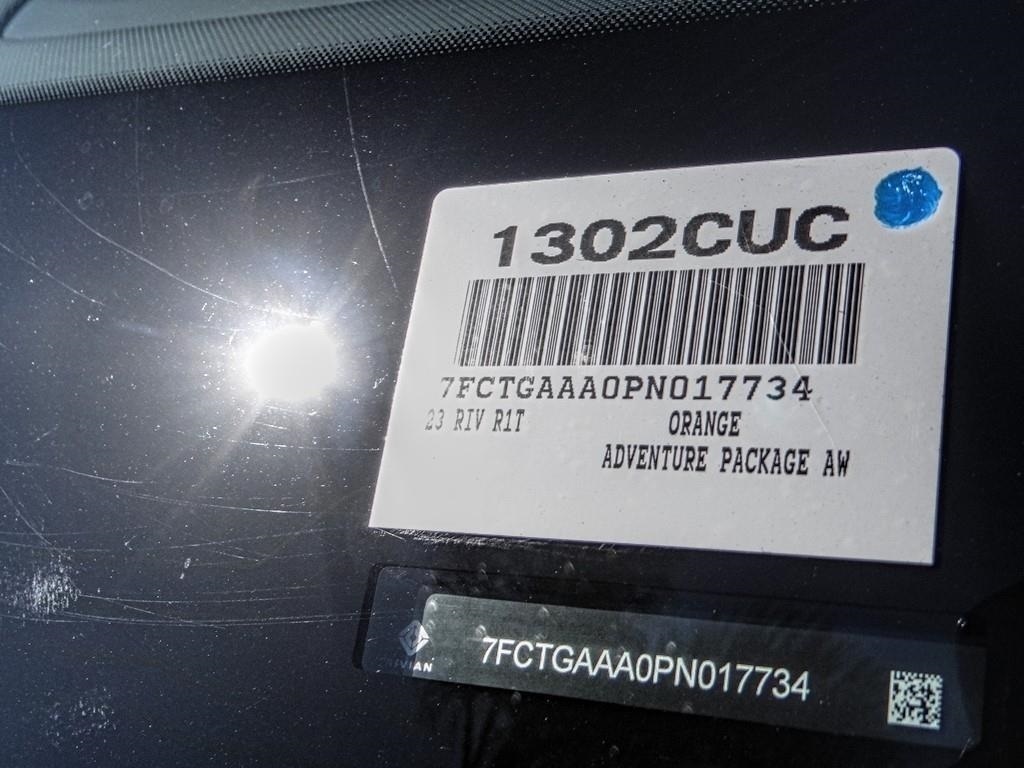 1302CUC
7FCTGAAA0PN017734
23 RIV R1T ORANGE
ADVENTURE PACKAGE AW
RIVIAN
7FCTGAAA0PN017734